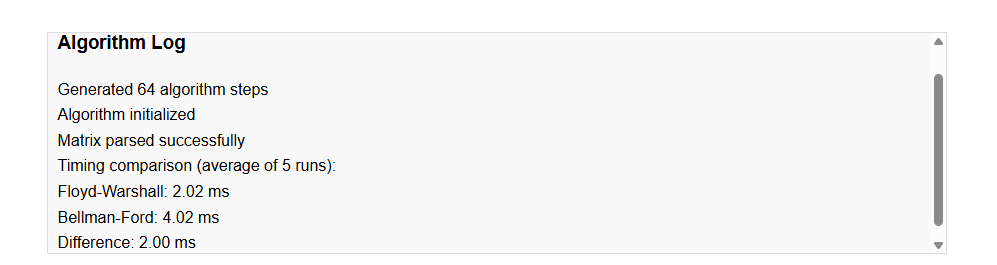 Algorithm Log
Generated 64 algorithm steps
Algorithm initialized
Matrix parsed successfully
Timing comparison (average of 5 runs):
Floyd-Warshall: 2.02 ms
Bellman-Ford: 4.02 ms
Difference: 2.00 ms